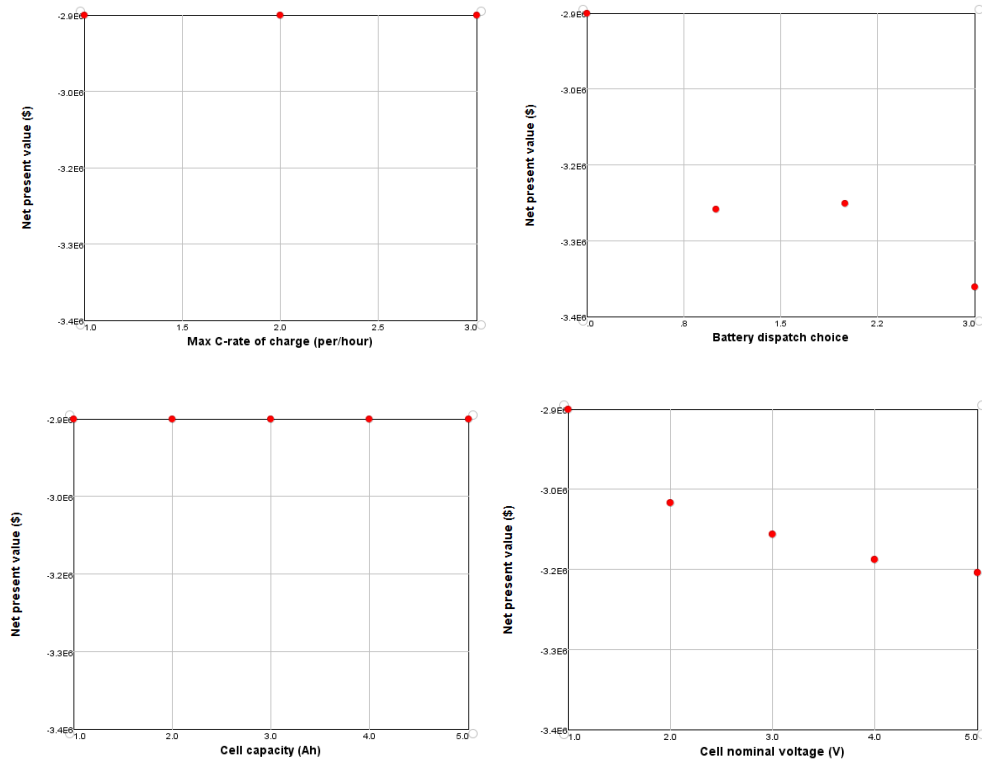 -2.9E6
-3.0E6
-3.2E6
-3.3E6
-3.4E6
Net present value ($)
1.0 1.5 2.0 2.5 3.0
Max C-rate of charge (per/hour)
-2.9E6
-3.0E6
-3.2E6
-3.3E6
-3.4E6
Net present value ($)
.0 .8 1.5 2.2 3.0
Battery dispatch choice
-2.9E6
-3.0E6
-3.2E6
-3.3E6
-3.4E6
Net present value ($)
1.0 2.0 3.0 4.0 5.0
Cell capacity (Ah)
-2.9E6
-3.0E6
-3.2E6
-3.3E6
-3.4E6
Net present value ($)
1.0 2.0 3.0 4.0 5.0
Cell nominal voltage (V)